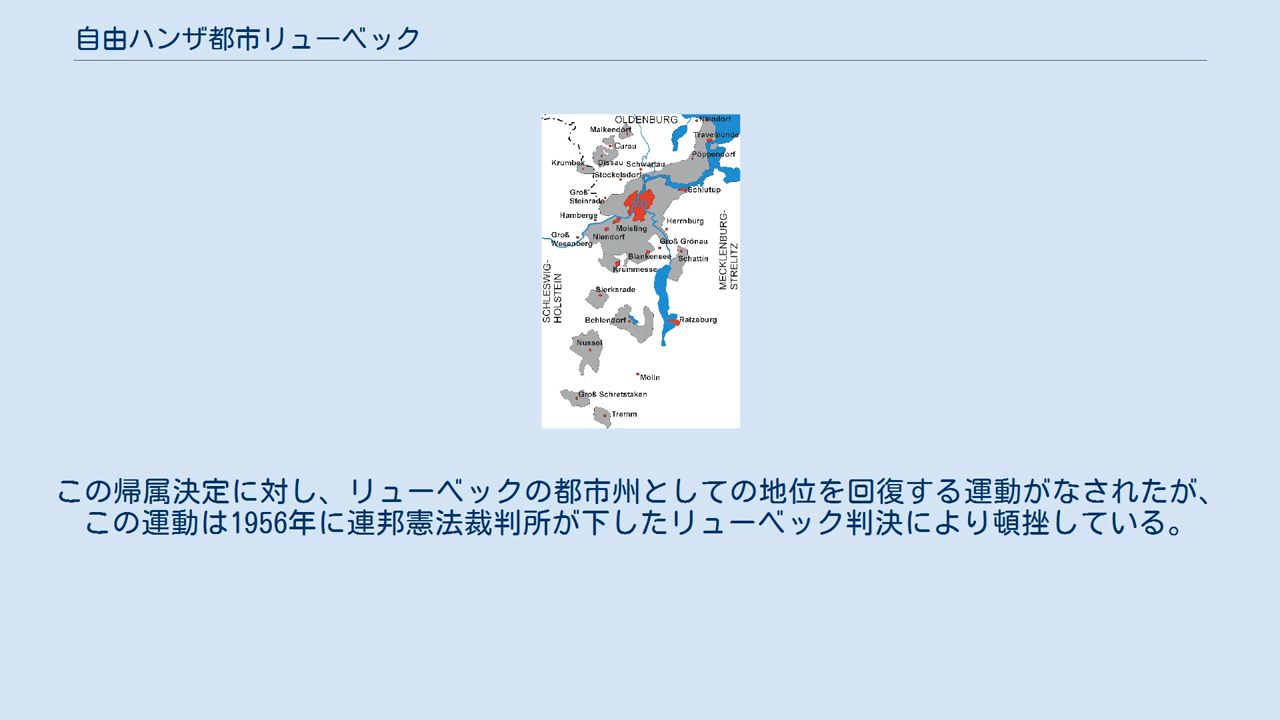 自由ハンザ都市リューベック
OLDENBURG
Niendorf
Malkendorf
Travemünde
Curau
Pöppendorf
Krumbek
Dissau
Schwartau
Stockelsdorf
Schlutup
Groß
Steinrade
Hamberge
Herrnburg
Moisling
Groß
Wesenberg
Niendorf
Groß Grönau
Blankensee
Schattin
Krummesse
MECKLENBURG-
STRELITZ
SCHLESWIG-
HOLSTEIN
Sierksrade
Behlendorf
Ratzeburg
Nussel
Mölln
Groß Schretstaken
Tramm
この帰属決定に対し、リューベックの都市州としての地位を回復する運動がなされたが、
この運動は1956年に連邦憲法裁判所が下したリューベック判決により頓挫している。